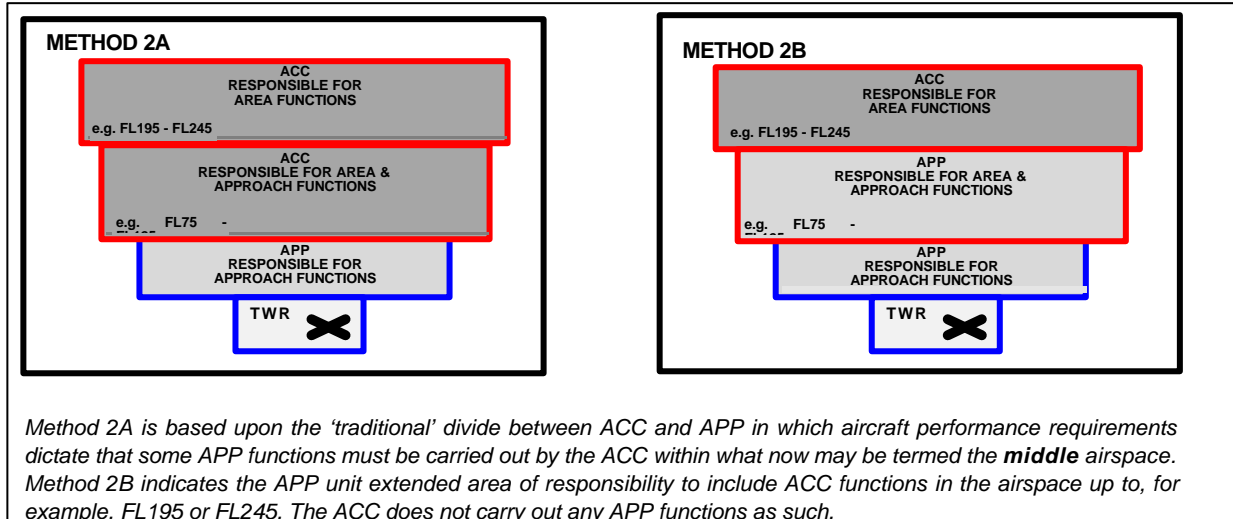 METHOD 2A
ACC
RESPONSIBLE FOR
AREA FUNCTIONS
e.g. FL195 - FL245
ACC
RESPONSIBLE FOR AREA &
APPROACH FUNCTIONS
e.g. FL75 -
APP
RESPONSIBLE FOR
APPROACH FUNCTIONS
TWR
METHOD 2B
ACC
RESPONSIBLE FOR
AREA FUNCTIONS
e.g. FL195 - FL245
APP
RESPONSIBLE FOR AREA &
APPROACH FUNCTIONS
e.g. FL75 -
APP
RESPONSIBLE FOR
APPROACH FUNCTIONS
TWR
Method 2A is based upon the ‘traditional’ divide between ACC and APP in which aircraft performance requirements
dictate that some APP functions must be carried out by the ACC within what now may be termed the middle airspace.
Method 2B indicates the APP unit extended area of responsibility to include ACC functions in the airspace up to, for
example, FL195 or FL245. The ACC does not carry out any APP functions as such.